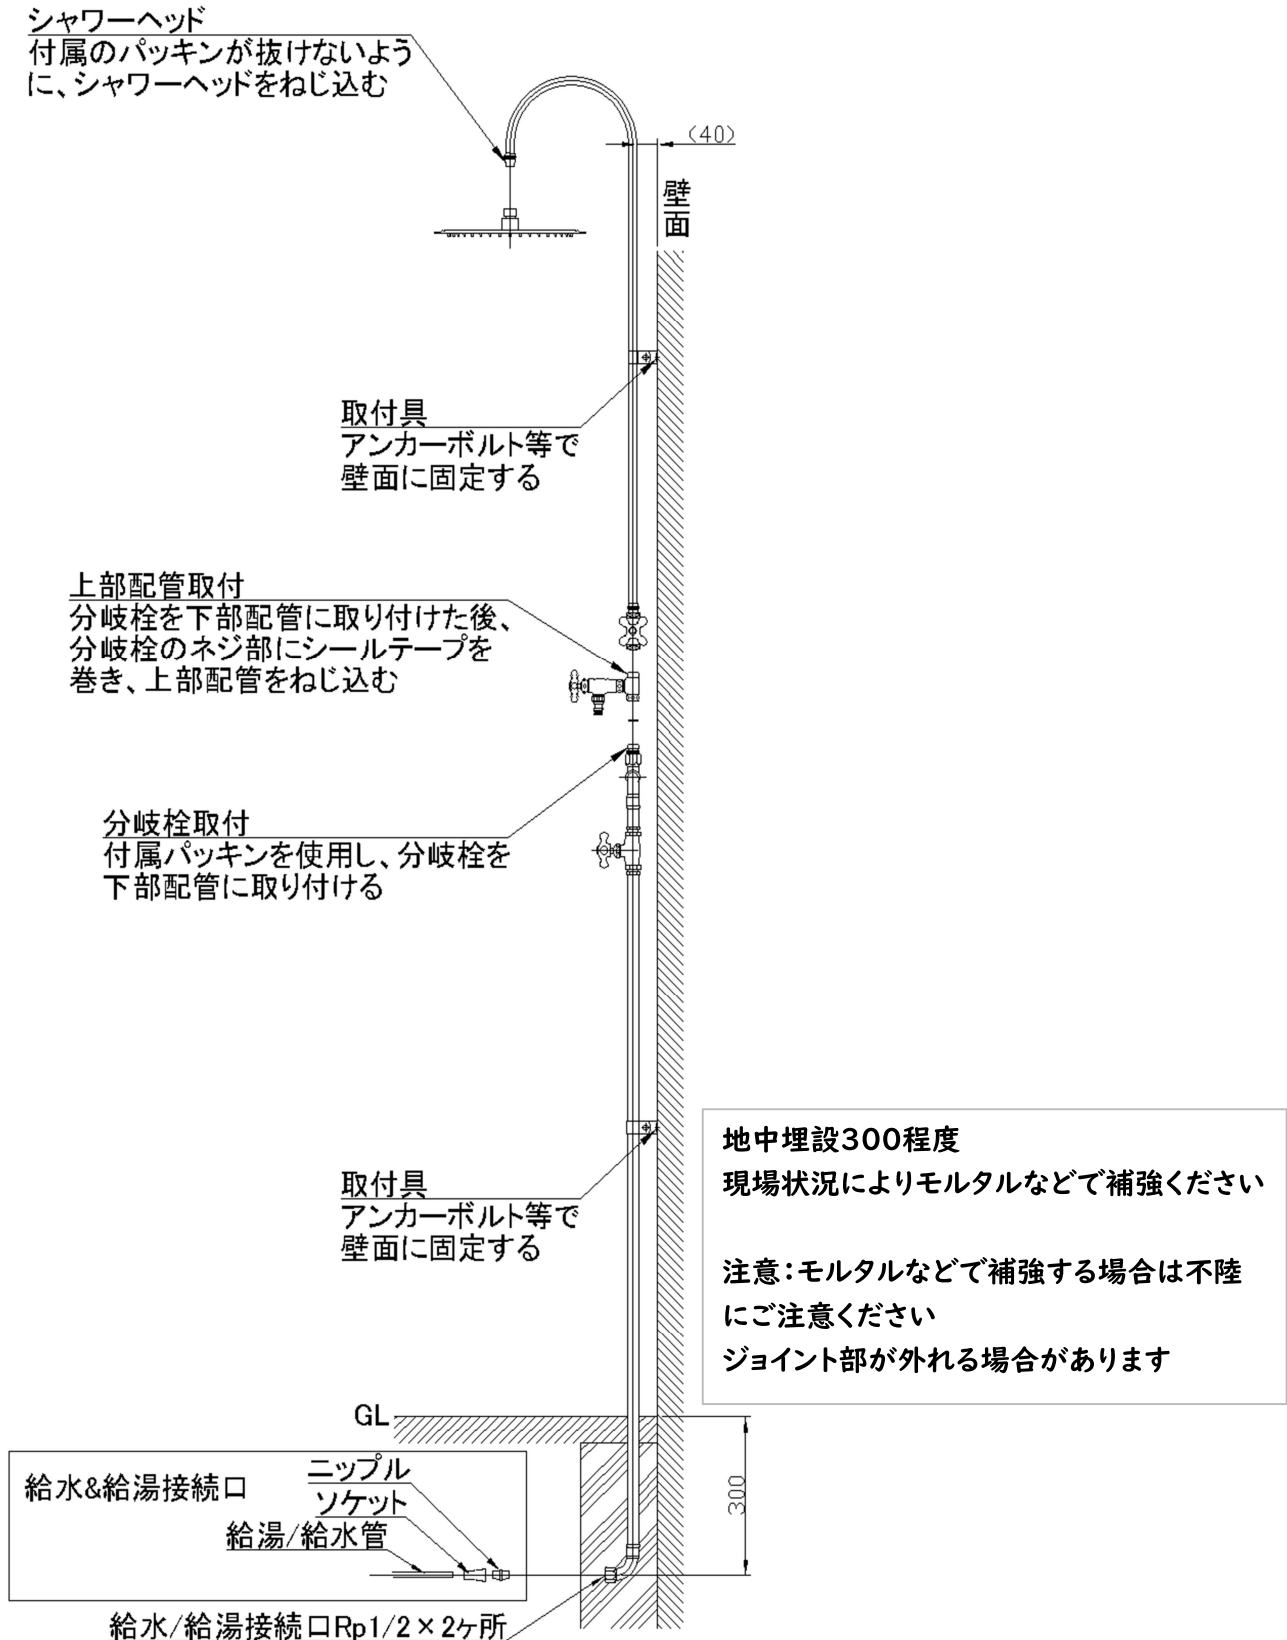 シャワーヘッド
付属のパッキンが抜けないよう
に、シャワーヘッドをねじ込む
(40)
壁面
取付具
アンカーボルト等で
壁面に固定する
上部配管取付
分岐栓を下部配管に取り付けた後、
分岐栓のネジ部にシールテープを
巻き、上部配管をねじ込む
分岐栓取付
付属パッキンを使用し、分岐栓を
下部配管に取り付ける
取付具
アンカーボルト等で
壁面に固定する
地中埋設300程度
現場状況によりモルタルなどで補強ください
注意：モルタルなどで補強する場合は不陸
にご注意ください
ジョイント部が外れる場合があります
GL
300
給水&給湯接続口
ニップル
ソケット
給湯/給水管
給水/給湯接続口Rp1/2×2ヶ所